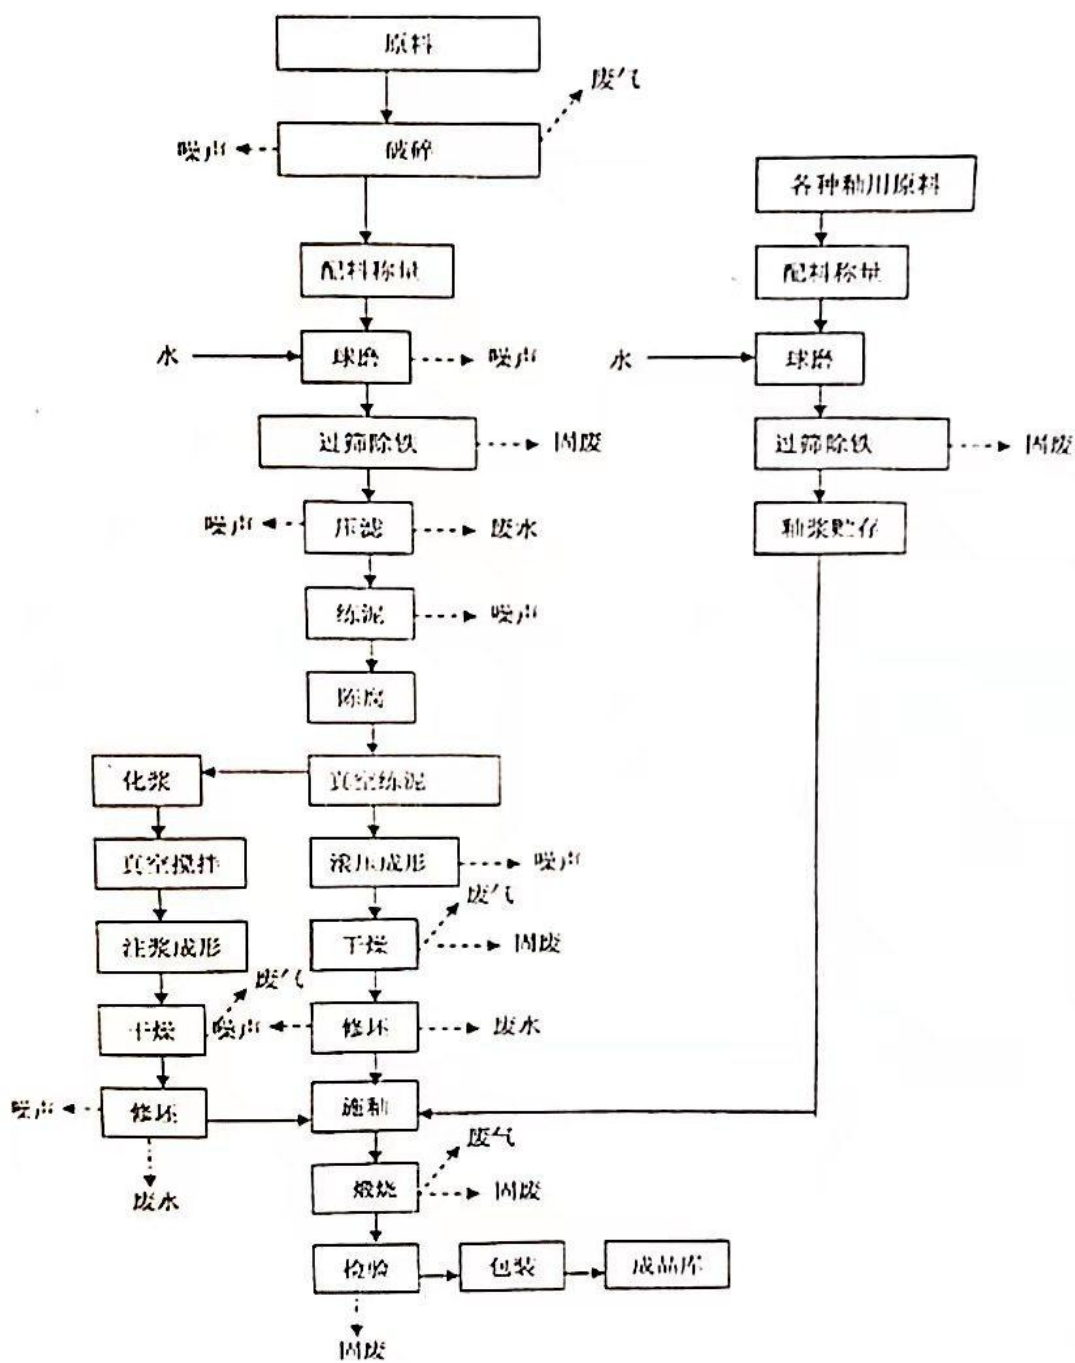 原料
废气
噪声
破碎
各种釉用原料
配料称量
配料称量
水
球磨
噪声
水
球磨
过筛除铁
固废
过筛除铁
固废
噪声
压滤
废水
釉浆贮存
练泥
噪声
陈腐
化浆
真空练泥
真空搅拌
滚压成形
噪声
废气
注浆成形
干燥
固废
废气
干燥
噪声
修坯
废水
噪声
修坯
施釉
废气
废水
煅烧
固废
检验
包装
成品库
固废